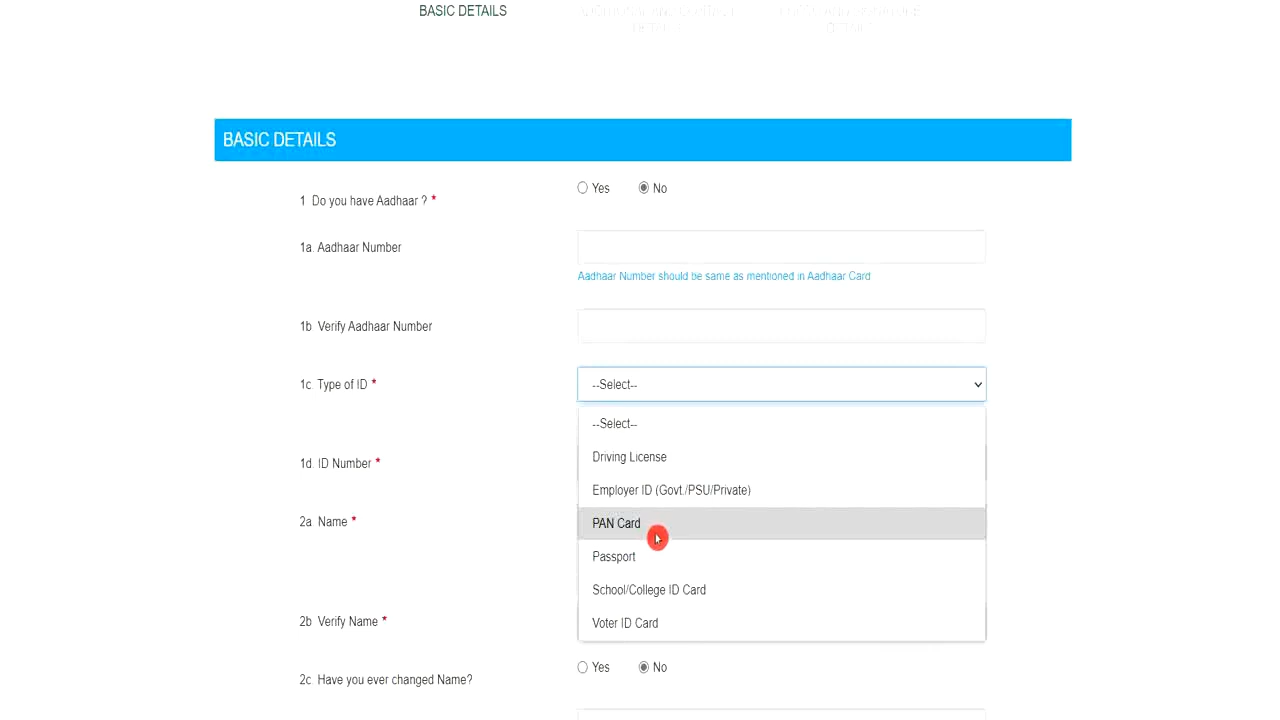 BASIC DETAILS
BASIC DETAILS
1 Do you have Aadhaar ? *
Yes No
1a. Aadhaar Number
Aadhaar Number should be same as mentioned in Aadhaar Card
1b Verify Aadhaar Number
1c Type of ID *
--Select--
--Select--
Driving License
1d. ID Number *
Employer ID (Govt./PSU/Private)
2a Name *
PAN Card
Passport
School/College ID Card
2b Verify Name *
Voter ID Card
2c Have you ever changed Name?
Yes No